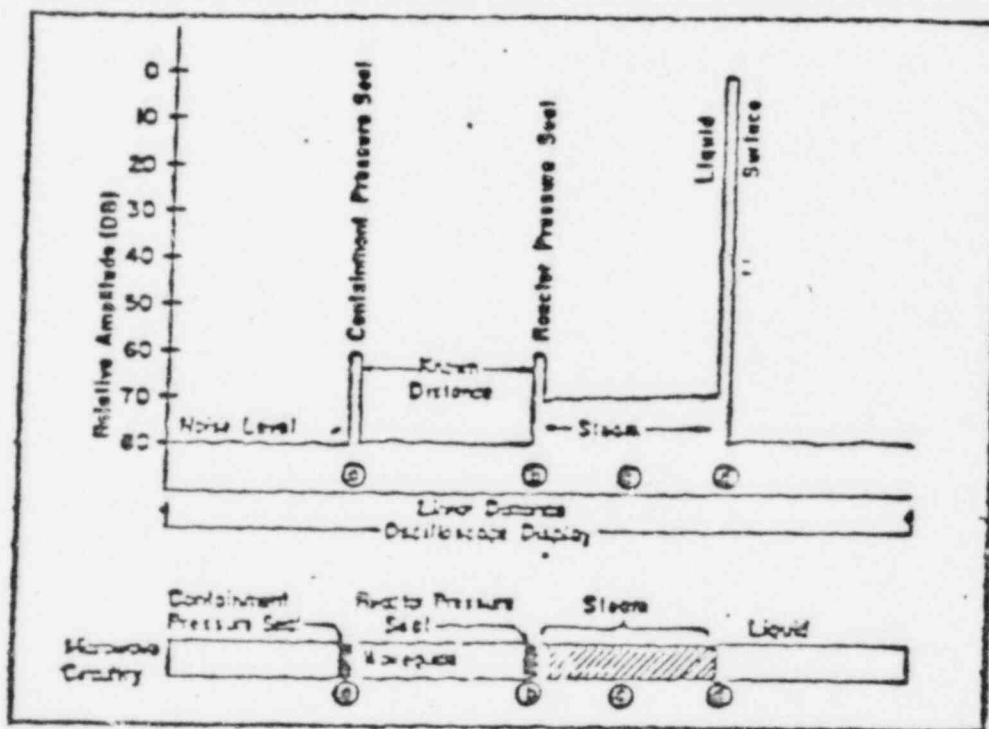 0
10
20
30
40
50
60
70
80
Relative Amplitude (DB)
Containment Pressure Seal
Reactor Pressure Seal
Liquid
Surface
Known
Distance
Noise Level
Steam
Linear Distance
Oscilloscope Display
Containment
Pressure Seal
Reactor Pressure
Seal
Steam
Liquid
Microwave
Waveguide
Circuitry